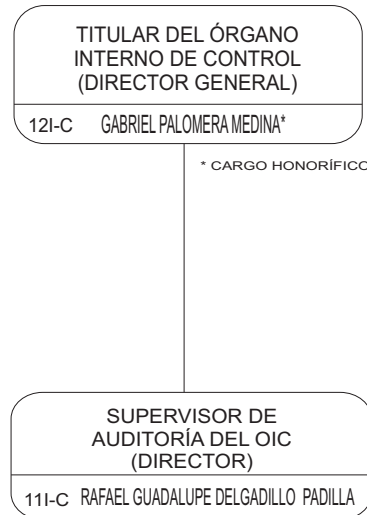 TITULAR DEL ÓRGANO
INTERNO DE CONTROL
(DIRECTOR GENERAL)
12I-C GABRIEL PALOMERA MEDINA*
* CARGO HONORÍFICO
SUPERVISOR DE
AUDITORÍA DEL OIC
(DIRECTOR)
11I-C RAFAEL GUADALUPE DELGADILLO PADILLA